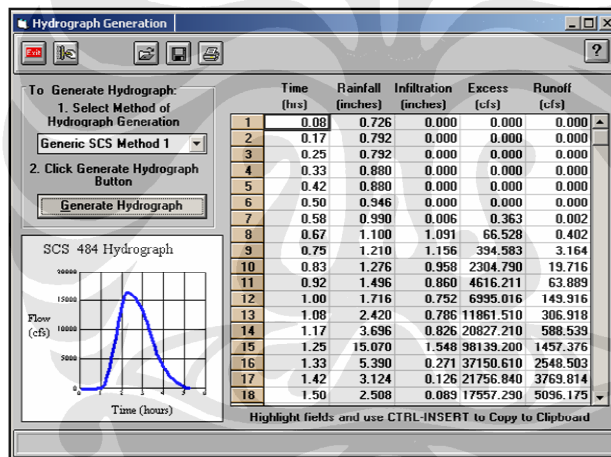 Hydrograph Generation
Exit
?
To Generate Hydrograph:
1. Select Method of
Hydrograph Generation
Generic SCS Method 1
2. Click Generate Hydrograph
Button
Generate Hydrograph
SCS 484 Hydrograph
20000
15000
10000
5000
0
Flow
(cfs)
0 1 2 3 4 5 6
Time (hours)
Time Rainfall Infiltration Excess Runoff
(hrs) (inches) (inches) (cfs) (cfs)
1 0.08 0.726 0.000 0.000 0.000
2 0.17 0.792 0.000 0.000 0.000
3 0.25 0.792 0.000 0.000 0.000
4 0.33 0.880 0.000 0.000 0.000
5 0.42 0.880 0.000 0.000 0.000
6 0.50 0.946 0.000 0.000 0.000
7 0.58 0.990 0.006 0.363 0.002
8 0.67 1.100 1.091 66.528 0.402
9 0.75 1.210 1.156 394.583 3.164
10 0.83 1.276 0.958 2304.790 19.716
11 0.92 1.496 0.860 4616.211 63.889
12 1.00 1.716 0.752 6995.016 149.916
13 1.08 2.420 0.786 11861.510 306.918
14 1.17 3.696 0.826 20827.210 588.539
15 1.25 15.070 1.548 98139.200 1457.376
16 1.33 5.390 0.271 37150.610 2548.503
17 1.42 3.124 0.126 21756.840 3769.814
18 1.50 2.508 0.089 17557.290 5096.175
Highlight fields and use CTRL-INSERT to Copy to Clipboard